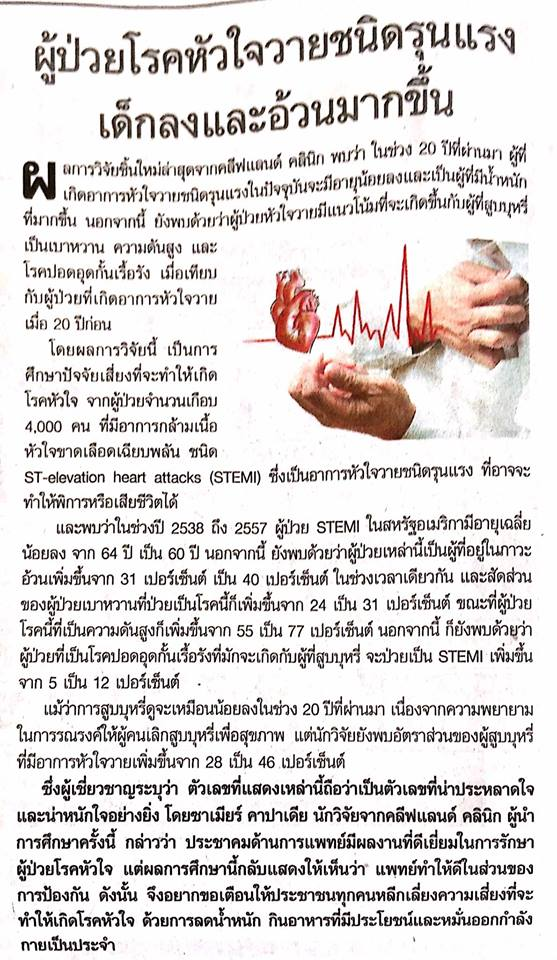 ผู้ป่วยโรคหัวใจวายชนิดรุนแรง
เด็กลงและอ้วนมากขึ้น
ผลการวิจัยชิ้นใหม่ล่าสุดจากคลีฟแลนด์ คลินิก พบว่า ในช่วง 20 ปีที่ผ่านมา ผู้ที่
เกิดอาการหัวใจวายชนิดรุนแรงในปัจจุบันจะมีอายุน้อยลงและเป็นผู้ที่มีน้ำหนัก
ที่มากขึ้น นอกจากนี้ ยังพบด้วยว่าผู้ป่วยหัวใจวายมีแนวโน้มที่จะเกิดขึ้นกับผู้ที่สูบบุหรี่
เป็นเบาหวาน ความดันสูง และ
โรคปอดอุดกั้นเรื้อรัง เมื่อเทียบ
กับผู้ป่วยที่เกิดอาการหัวใจวาย
เมื่อ 20 ปีก่อน
โดยผลการวิจัยนี้ เป็นการ
ศึกษาปัจจัยเสี่ยงที่จะทำให้เกิด
โรคหัวใจ จากผู้ป่วยจำนวนเกือบ
4,000 คน ที่มีอาการกล้ามเนื้อ
หัวใจขาดเลือดเฉียบพลัน ชนิด
ST-elevation heart attacks (STEMI) ซึ่งเป็นอาการหัวใจวายชนิดรุนแรง ที่อาจจะ
ทำให้พิการหรือเสียชีวิตได้
และพบว่าในช่วงปี 2538 ถึง 2557 ผู้ป่วย STEMI ในสหรัฐอเมริกามีอายุเฉลี่ย
น้อยลง จาก 64 ปี เป็น 60 ปี นอกจากนี้ ยังพบด้วยว่าผู้ป่วยเหล่านี้เป็นผู้ที่อยู่ในภาวะ
อ้วนเพิ่มขึ้นจาก 31 เปอร์เซ็นต์ เป็น 40 เปอร์เซ็นต์ ในช่วงเวลาเดียวกัน และสัดส่วน
ของผู้ป่วยเบาหวานที่ป่วยเป็นโรคนี้ก็เพิ่มขึ้นจาก 24 เป็น 31 เปอร์เซ็นต์ ขณะที่ผู้ป่วย
โรคนี้ที่เป็นความดันสูงก็เพิ่มขึ้นจาก 55 เป็น 77 เปอร์เซ็นต์ นอกจากนี้ ก็ยังพบด้วยว่า
ผู้ป่วยที่เป็นโรคปอดอุดกั้นเรื้อรังที่มักจะเกิดกับผู้ที่สูบบุหรี่ จะป่วยเป็น STEMI เพิ่มขึ้น
จาก 5 เป็น 12 เปอร์เซ็นต์
แม้ว่าการสูบบุหรี่ดูจะเหมือนน้อยลงในช่วง 20 ปีที่ผ่านมา เนื่องจากความพยายาม
ในการรณรงค์ให้ผู้คนเลิกสูบบุหรี่เพื่อสุขภาพ แต่นักวิจัยยังพบอัตราส่วนของผู้สูบบุหรี่
ที่มีอาการหัวใจวายเพิ่มขึ้นจาก 28 เป็น 46 เปอร์เซ็นต์
ซึ่งผู้เชี่ยวชาญระบุว่า ตัวเลขที่แสดงเหล่านี้ถือว่าเป็นตัวเลขที่น่าประหลาดใจ
และน่าหนักใจอย่างยิ่ง โดยซาเมียร์ คาปาเดีย นักวิจัยจากคลีฟแลนด์ คลินิก ผู้นำ
การศึกษาครั้งนี้ กล่าวว่า ประชาคมด้านการแพทย์มีผลงานที่ดีเยี่ยมในการรักษา
ผู้ป่วยโรคหัวใจ แต่ผลการศึกษานี้กลับแสดงให้เห็นว่า แพทย์ทำให้ดีในส่วนของ
การป้องกัน ดังนั้น จึงอยากขอเตือนให้ประชาชนทุกคนหลีกเลี่ยงความเสี่ยงที่จะ
ทำให้เกิดโรคหัวใจ ด้วยการลดน้ำหนัก กินอาหารที่มีประโยชน์และหมั่นออกกำลัง
กายเป็นประจำ